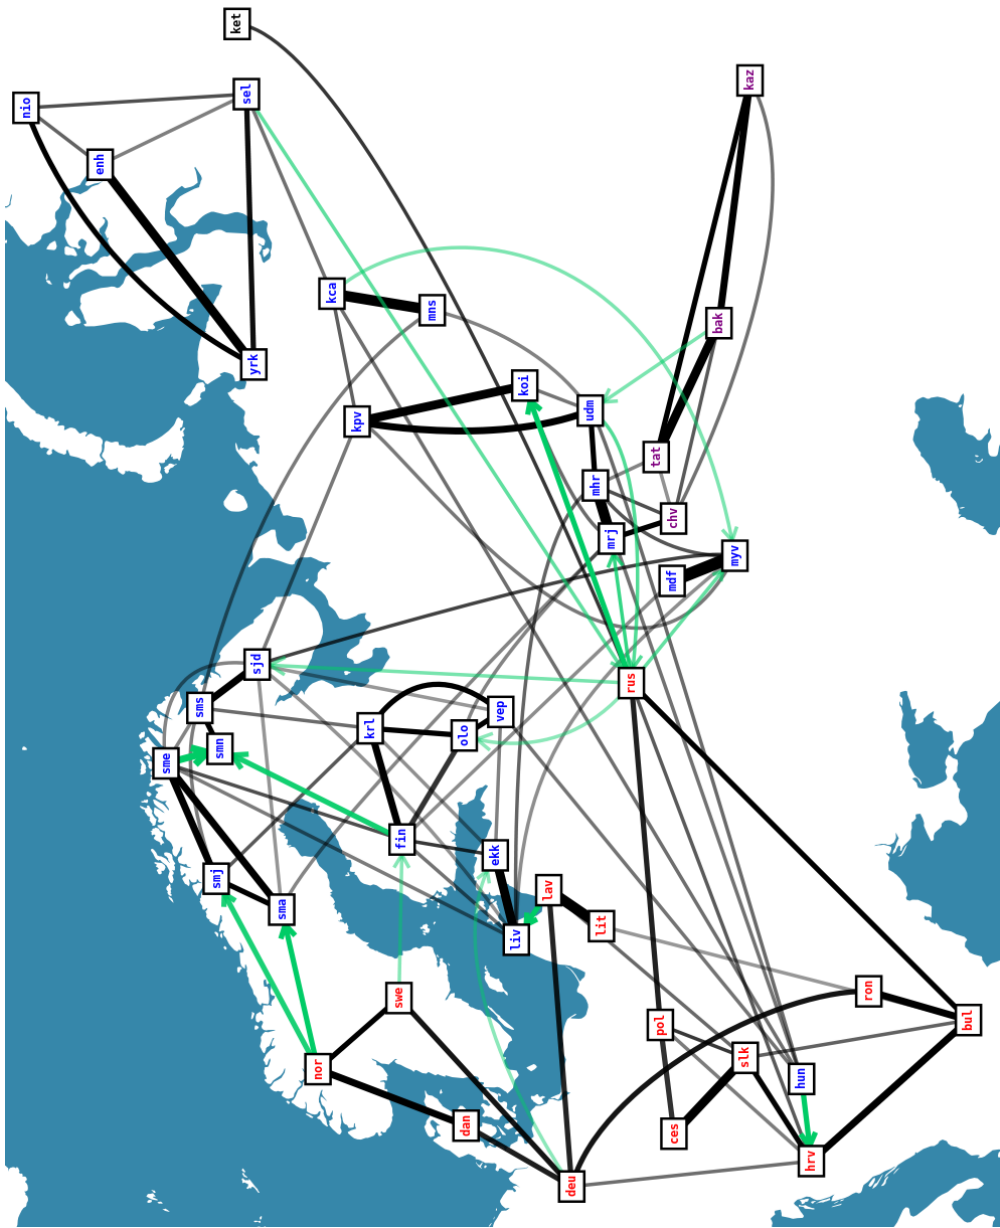 ket
kaz
sel
nio
enh
kca
mns
bak
yrk
koi
udm
kpv
tat
mhr
chv
mrj
myv
mdf
sjd
rus
sms
vep
krl
olo
smn
sme
fin
ekk
smj
lav
sma
lit
liv
ron
swe
bul
pol
slk
nor
hun
dan
ces
hrv
deu